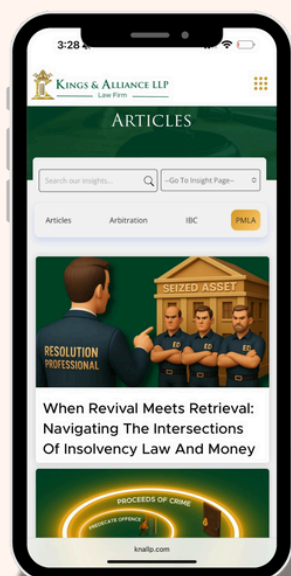 3:28
KINGS & ALLIANCE LLP
Law Firm
ARTICLES
Search our Insights...
--Go To Insight Page--
Articles
Arbitration
IBC
PMLA
SEIZED ASSET
RESOLUTION
PROFESSIONAL
ED
ED
ED
When Revival Meets Retrieval:
Navigating The Intersections
Of Insolvency Law And Money
PROCEEDS OF CRIME
PREDICATE OFFENCE
knallp.com